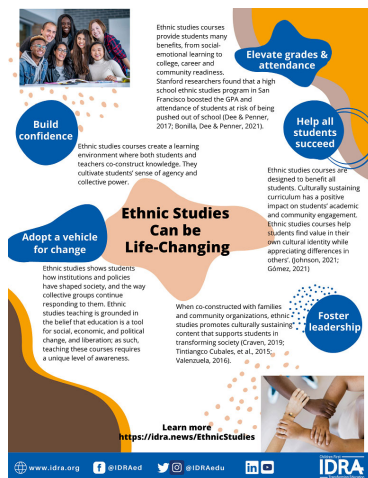 Ethnic studies courses
provide students many
benefits, from social-
emotional learning to
college, career and
community readiness.
Stanford researchers found that a high
school ethnic studies program in San
Francisco boosted the GPA and
attendance of students at risk of being
pushed out of school (Dee & Penner,
2017; Bonilla, Dee & Penner, 2021).
Elevate grades &
attendance
Build
confidence
Ethnic studies courses create a learning
environment where both students and
teachers co-construct knowledge. They
cultivate students' sense of agency and
collective power.
Help all
students
succeed
Ethnic studies courses are
designed to benefit all
students. Culturally sustaining
curriculum has a positive
impact on students' academic
and community engagement.
Ethnic studies courses help
students find value in their
own cultural identity while
appreciating differences in
others'. (Johnson, 2021;
Gómez, 2021)
Ethnic Studies
Can be
Life-Changing
Adopt a vehicle
for change
Ethnic studies shows students
how institutions and policies
have shaped society, and the way
collective groups continue
responding to them. Ethnic
studies teaching is grounded in
the belief that education is a tool
for social, economic, and political
change, and liberation; as such,
teaching these courses requires
a unique level of awareness.
When co-constructed with families
and community organizations, ethnic
studies promotes culturally sustaining
content that supports students in
transforming society (Craven, 2019;
Tintiangco Cubales, et al., 2015;
Valenzuela, 2016).
Foster
leadership
Learn more
https://idra.news/EthnicStudies
www.idra.org
@IDRAed
@IDRAedu
IDRA